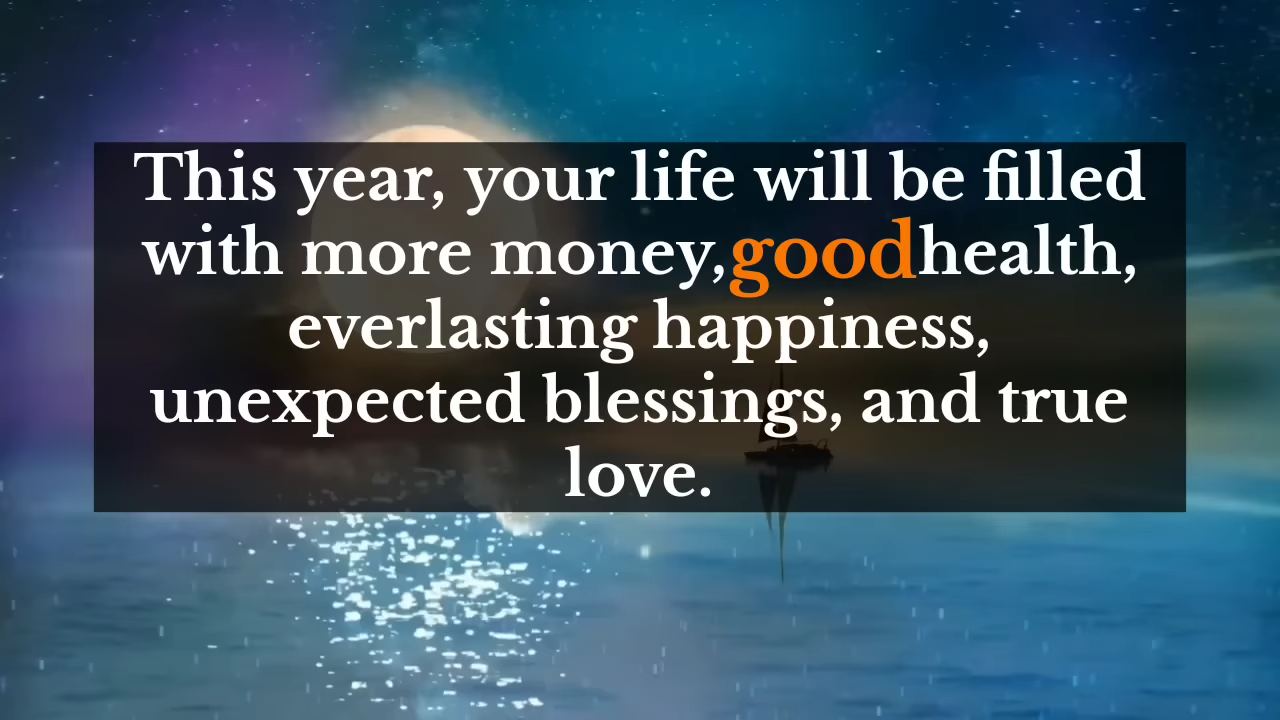 This year, your life will be filled
with more money,good health,
everlasting happiness,
unexpected blessings, and true
love.